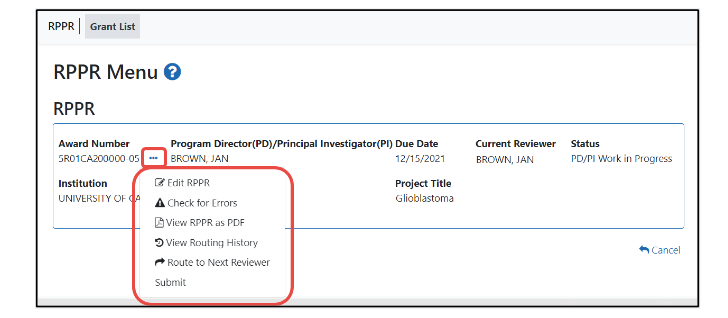 RPPR Grant List
RPPR Menu ?
RPPR
Award Number Program Director(PD)/Principal Investigator(PI) Due Date Current Reviewer Status
5R01CA200000-05 ... BROWN, JAN 12/15/2021 BROWN, JAN PD/PI Work in Progress
Institution Project Title
UNIVERSITY OF CA Glioblastoma
Edit RPPR
Check for Errors
View RPPR as PDF
View Routing History
Route to Next Reviewer
Submit
Cancel